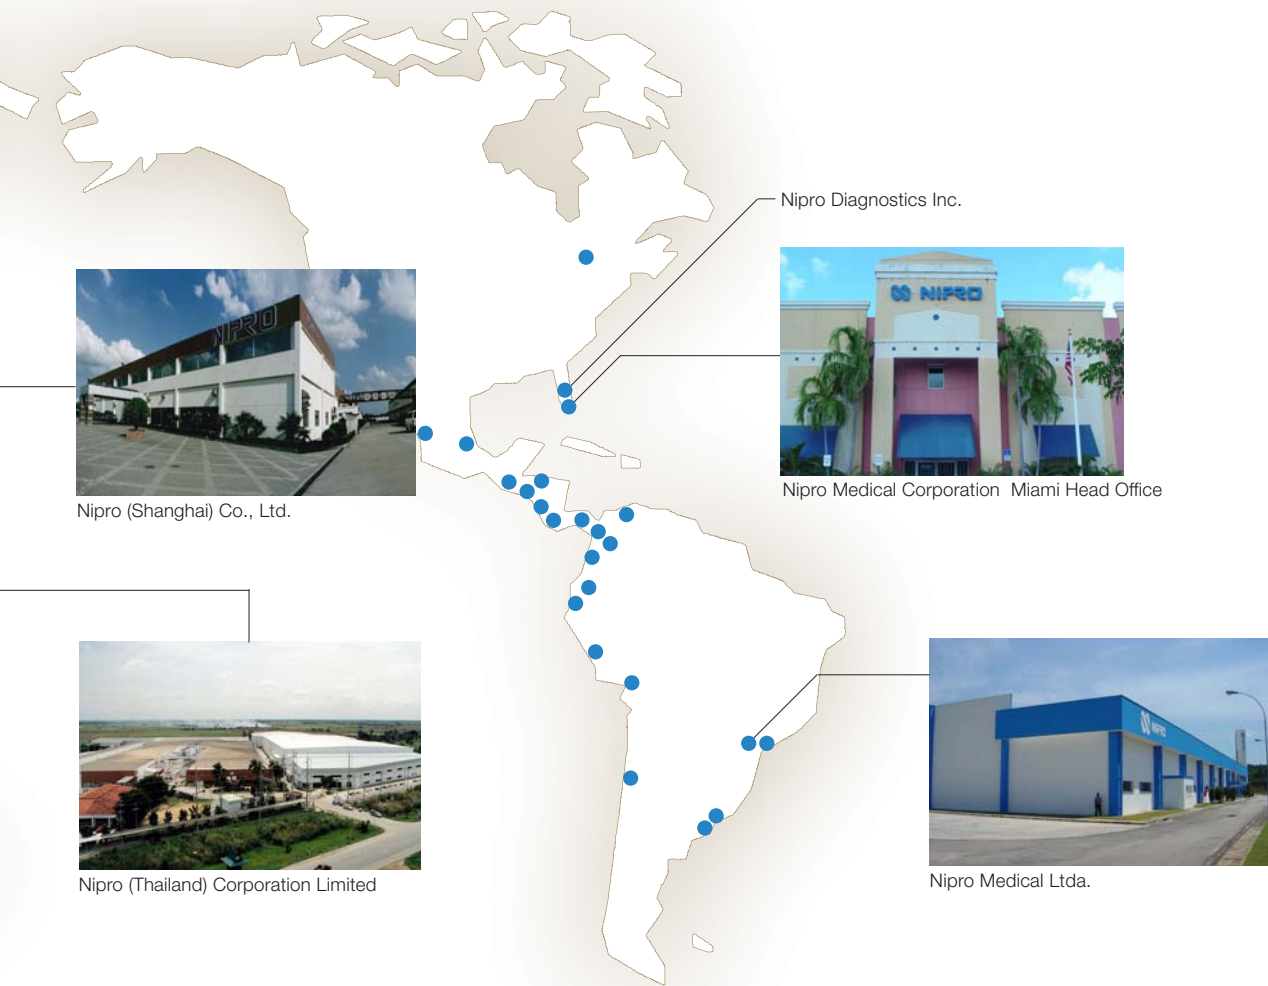 Nipro Diagnostics Inc.
NIPRO
NIPRO
Nipro Medical Corporation  Miami Head Office
Nipro (Shanghai) Co., Ltd.
NIPRO
Nipro (Thailand) Corporation Limited
Nipro Medical Ltda.